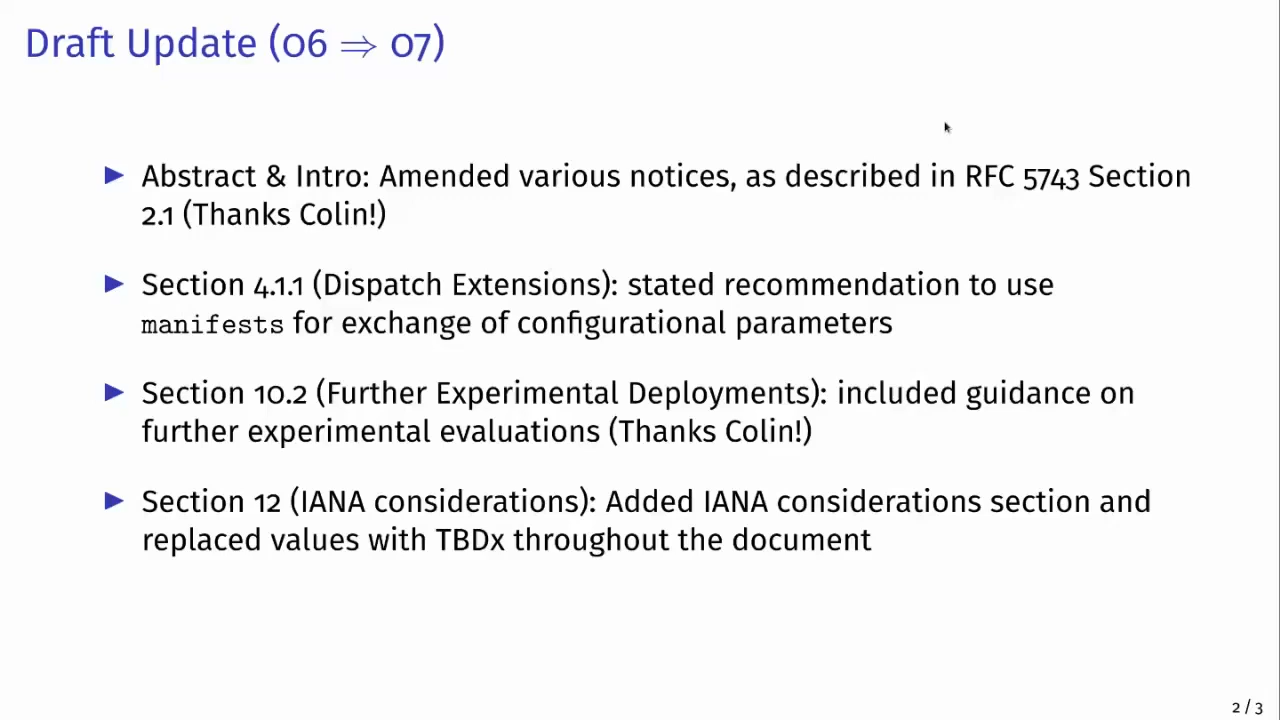 Draft Update (06 ⇒ 07)
▶ Abstract & Intro: Amended various notices, as described in RFC 5743 Section
2.1 (Thanks Colin!)
▶ Section 4.1.1 (Dispatch Extensions): stated recommendation to use
manifests for exchange of configurational parameters
▶ Section 10.2 (Further Experimental Deployments): included guidance on
further experimental evaluations (Thanks Colin!)
▶ Section 12 (IANA considerations): Added IANA considerations section and
replaced values with TBDx throughout the document
2 / 3